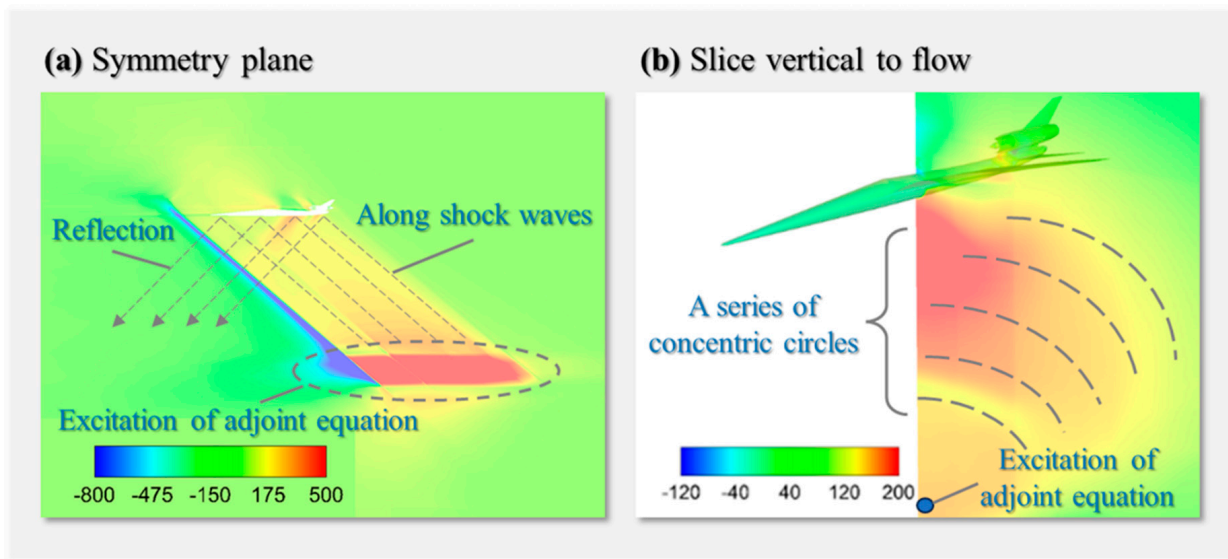 (a) Symmetry plane
Reflection
Along shock waves
Excitation of adjoint equation
-800 -475 -150 175 500
(b) Slice vertical to flow
A series of
concentric circles
-120 -40 40 120 200
Excitation of
adjoint equation